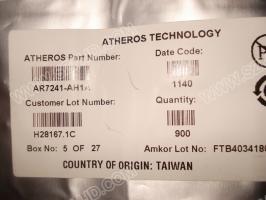 ATHEROS TECHNOLOGY
ATHEROS Part Number: Date Code:
AR7241-AH1A 1140
Customer Lot Number: Quantity:
H28167.1C 900
Box No: 5 OF 27 Amkor Lot No: FTB4034180
COUNTRY OF ORIGIN: TAIWAN